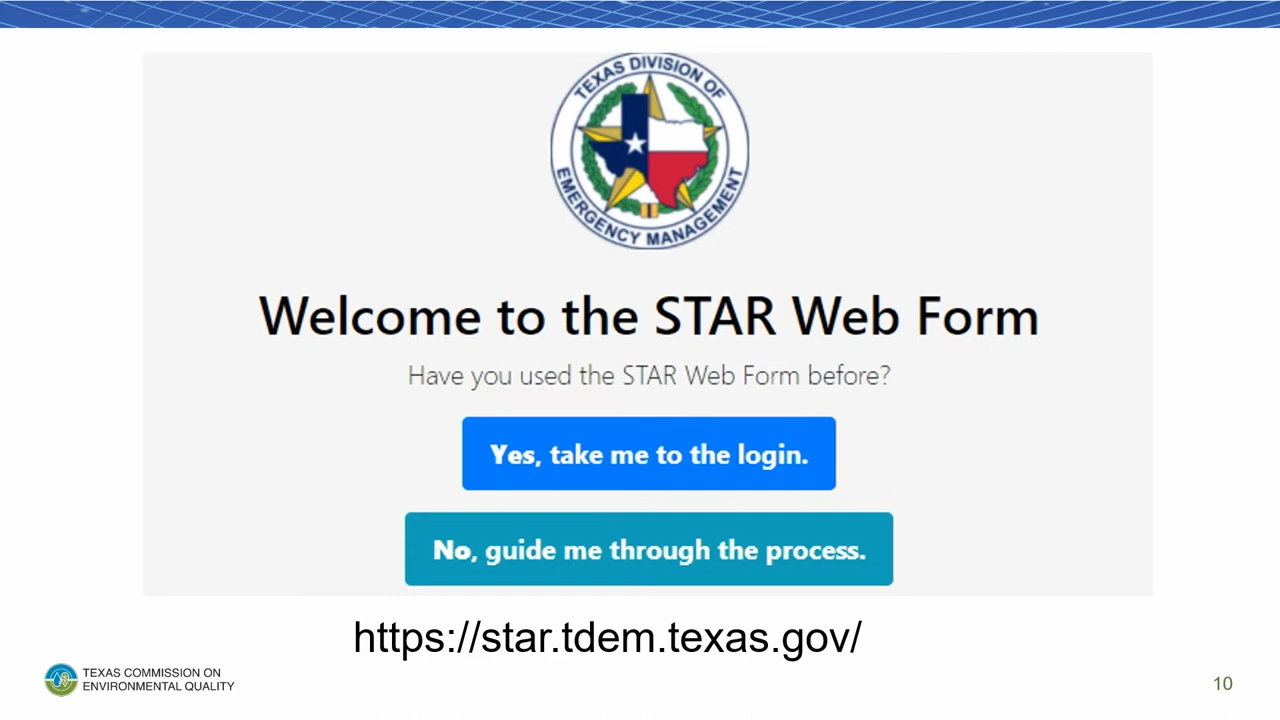 TEXAS DIVISION OF
EMERGENCY MANAGEMENT
Welcome to the STAR Web Form
Have you used the STAR Web Form before?
Yes, take me to the login.
No, guide me through the process.
https://star.tdem.texas.gov/
TEXAS COMMISSION ON
ENVIRONMENTAL QUALITY
10